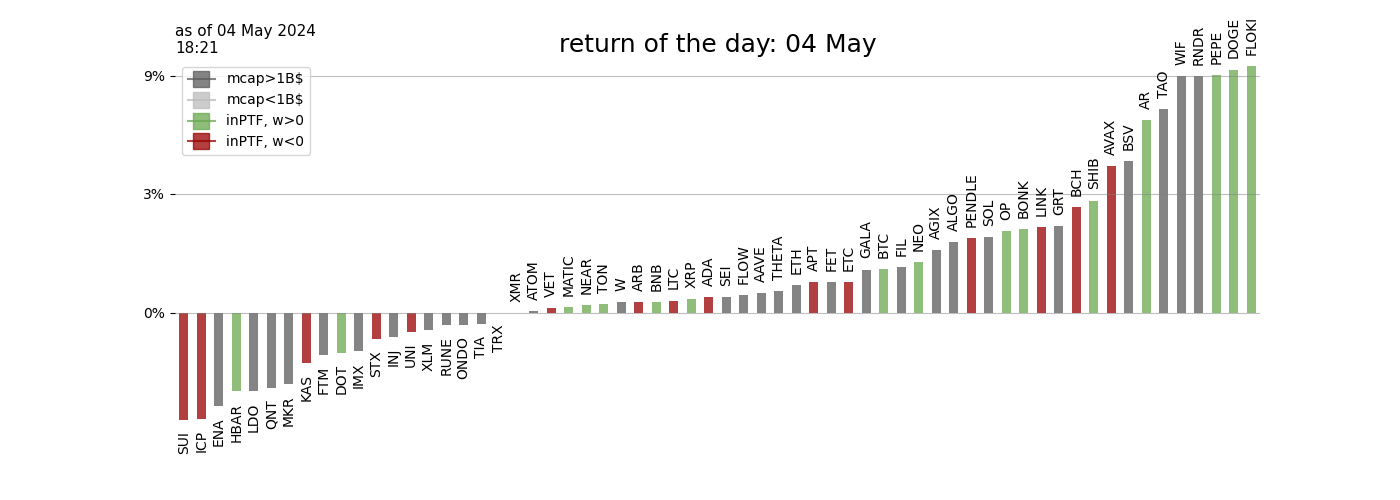 as of 04 May 2024
18:21
return of the day: 04 May
mcap>1B$
mcap<1B$
inPTF, w>0
inPTF, w<0
9%
3%
0%
SUI
ICP
ENA
HBAR
LDO
QNT
MKR
KAS
FTM
DOT
IMX
STX
INJ
UNI
XLM
RUNE
ONDO
TIA
TRX
XMR
ATOM
VET
MATIC
NEAR
TON
W
ARB
BNB
LTC
XRP
ADA
SEI
FLOW
AAVE
THETA
ETH
APT
FET
ETC
GALA
BTC
FIL
NEO
AGIX
ALGO
PENDLE
SOL
OP
BONK
LINK
GRT
BCH
SHIB
AVAX
BSV
AR
TAO
WIF
RNDR
PEPE
DOGE
FLOKI